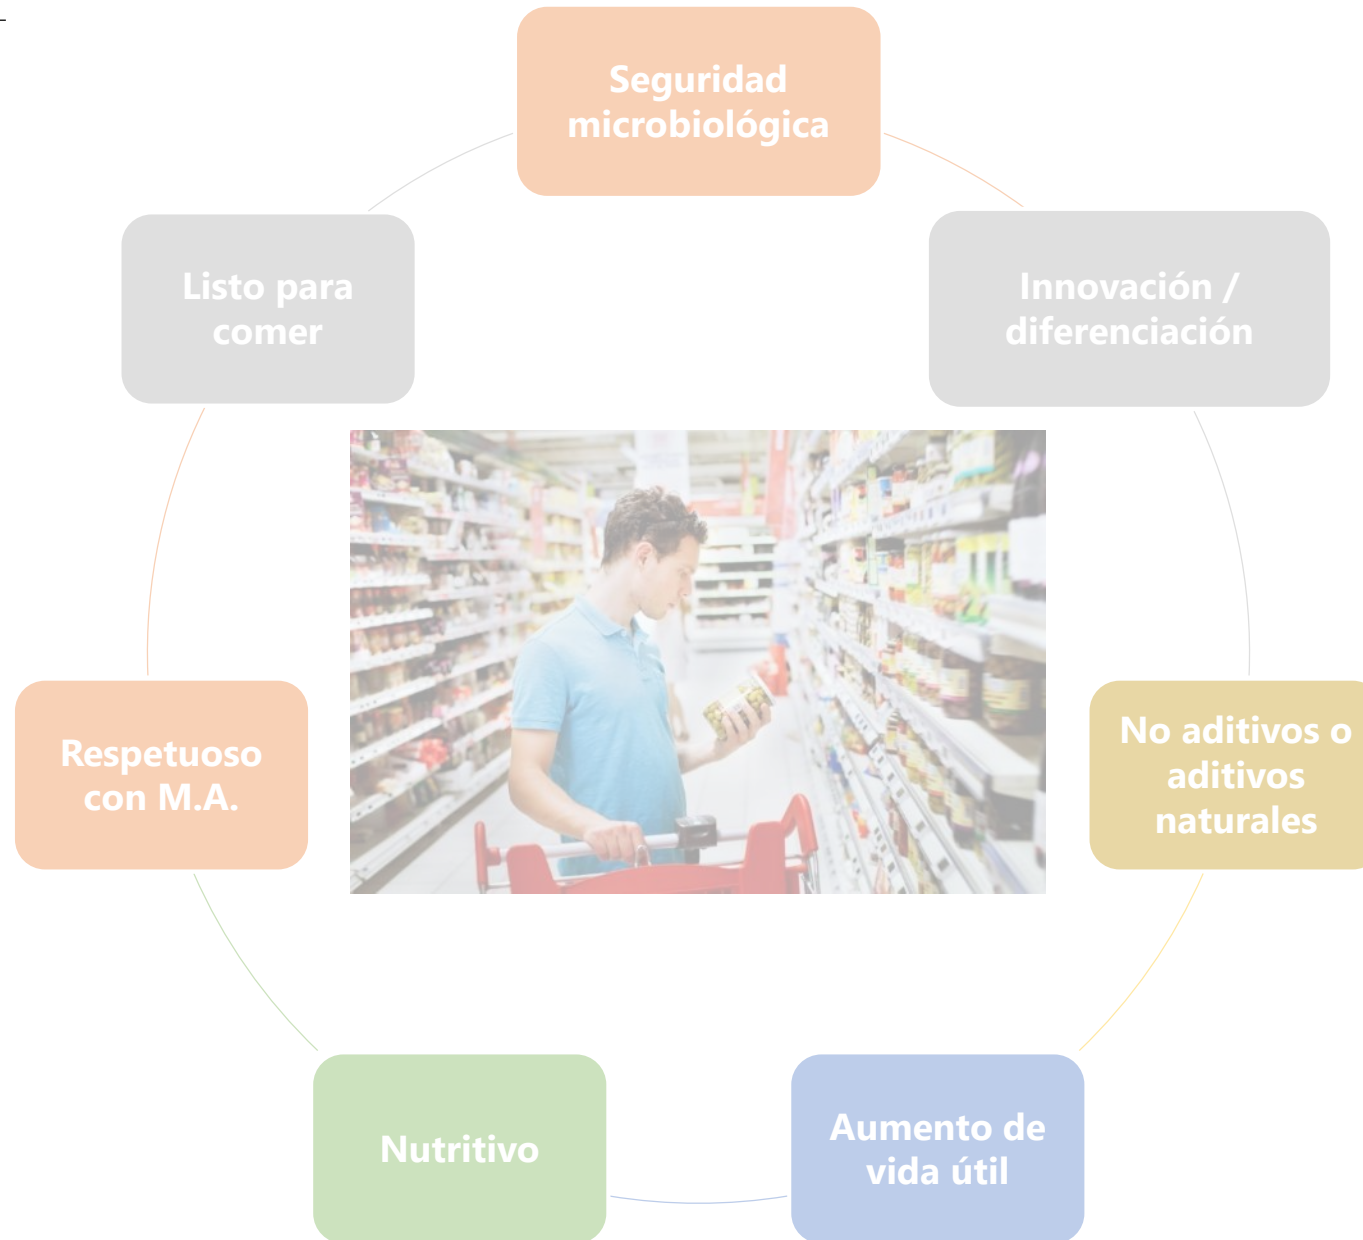 Seguridad
microbiológica
Listo para
comer
Innovación /
diferenciación
Respetuoso
con M.A.
No aditivos o
aditivos
naturales
Nutritivo
Aumento de
vida útil